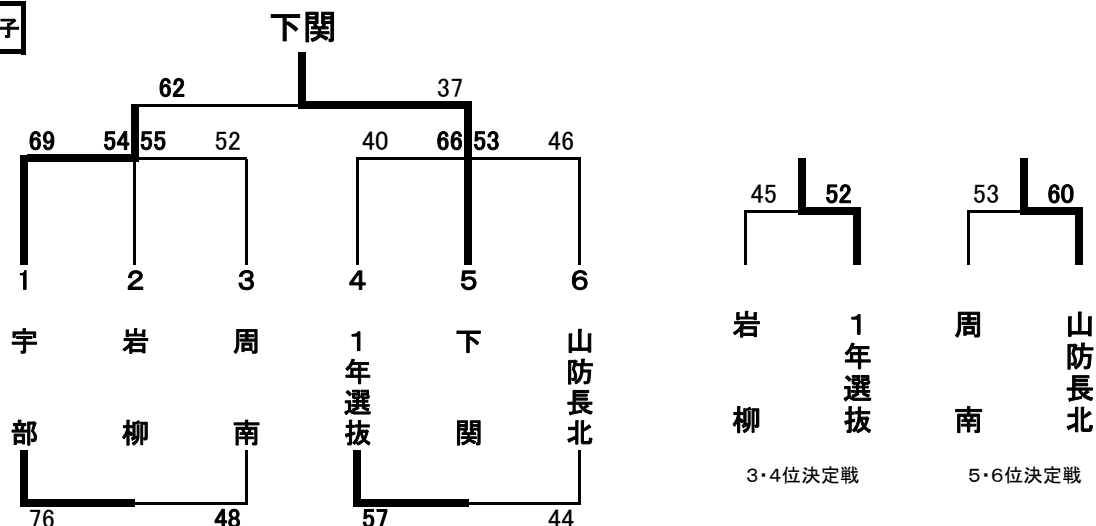 子
下関
62 37
69 54 55 52 40 66 53 46
45 52 53 60
1 2 3 4 5 6
宇部
岩柳
周南
1年選抜
下関
山防長北
岩柳
1年選抜
周南
山防長北
3・4位決定戦 5・6位決定戦
76 48 57 44